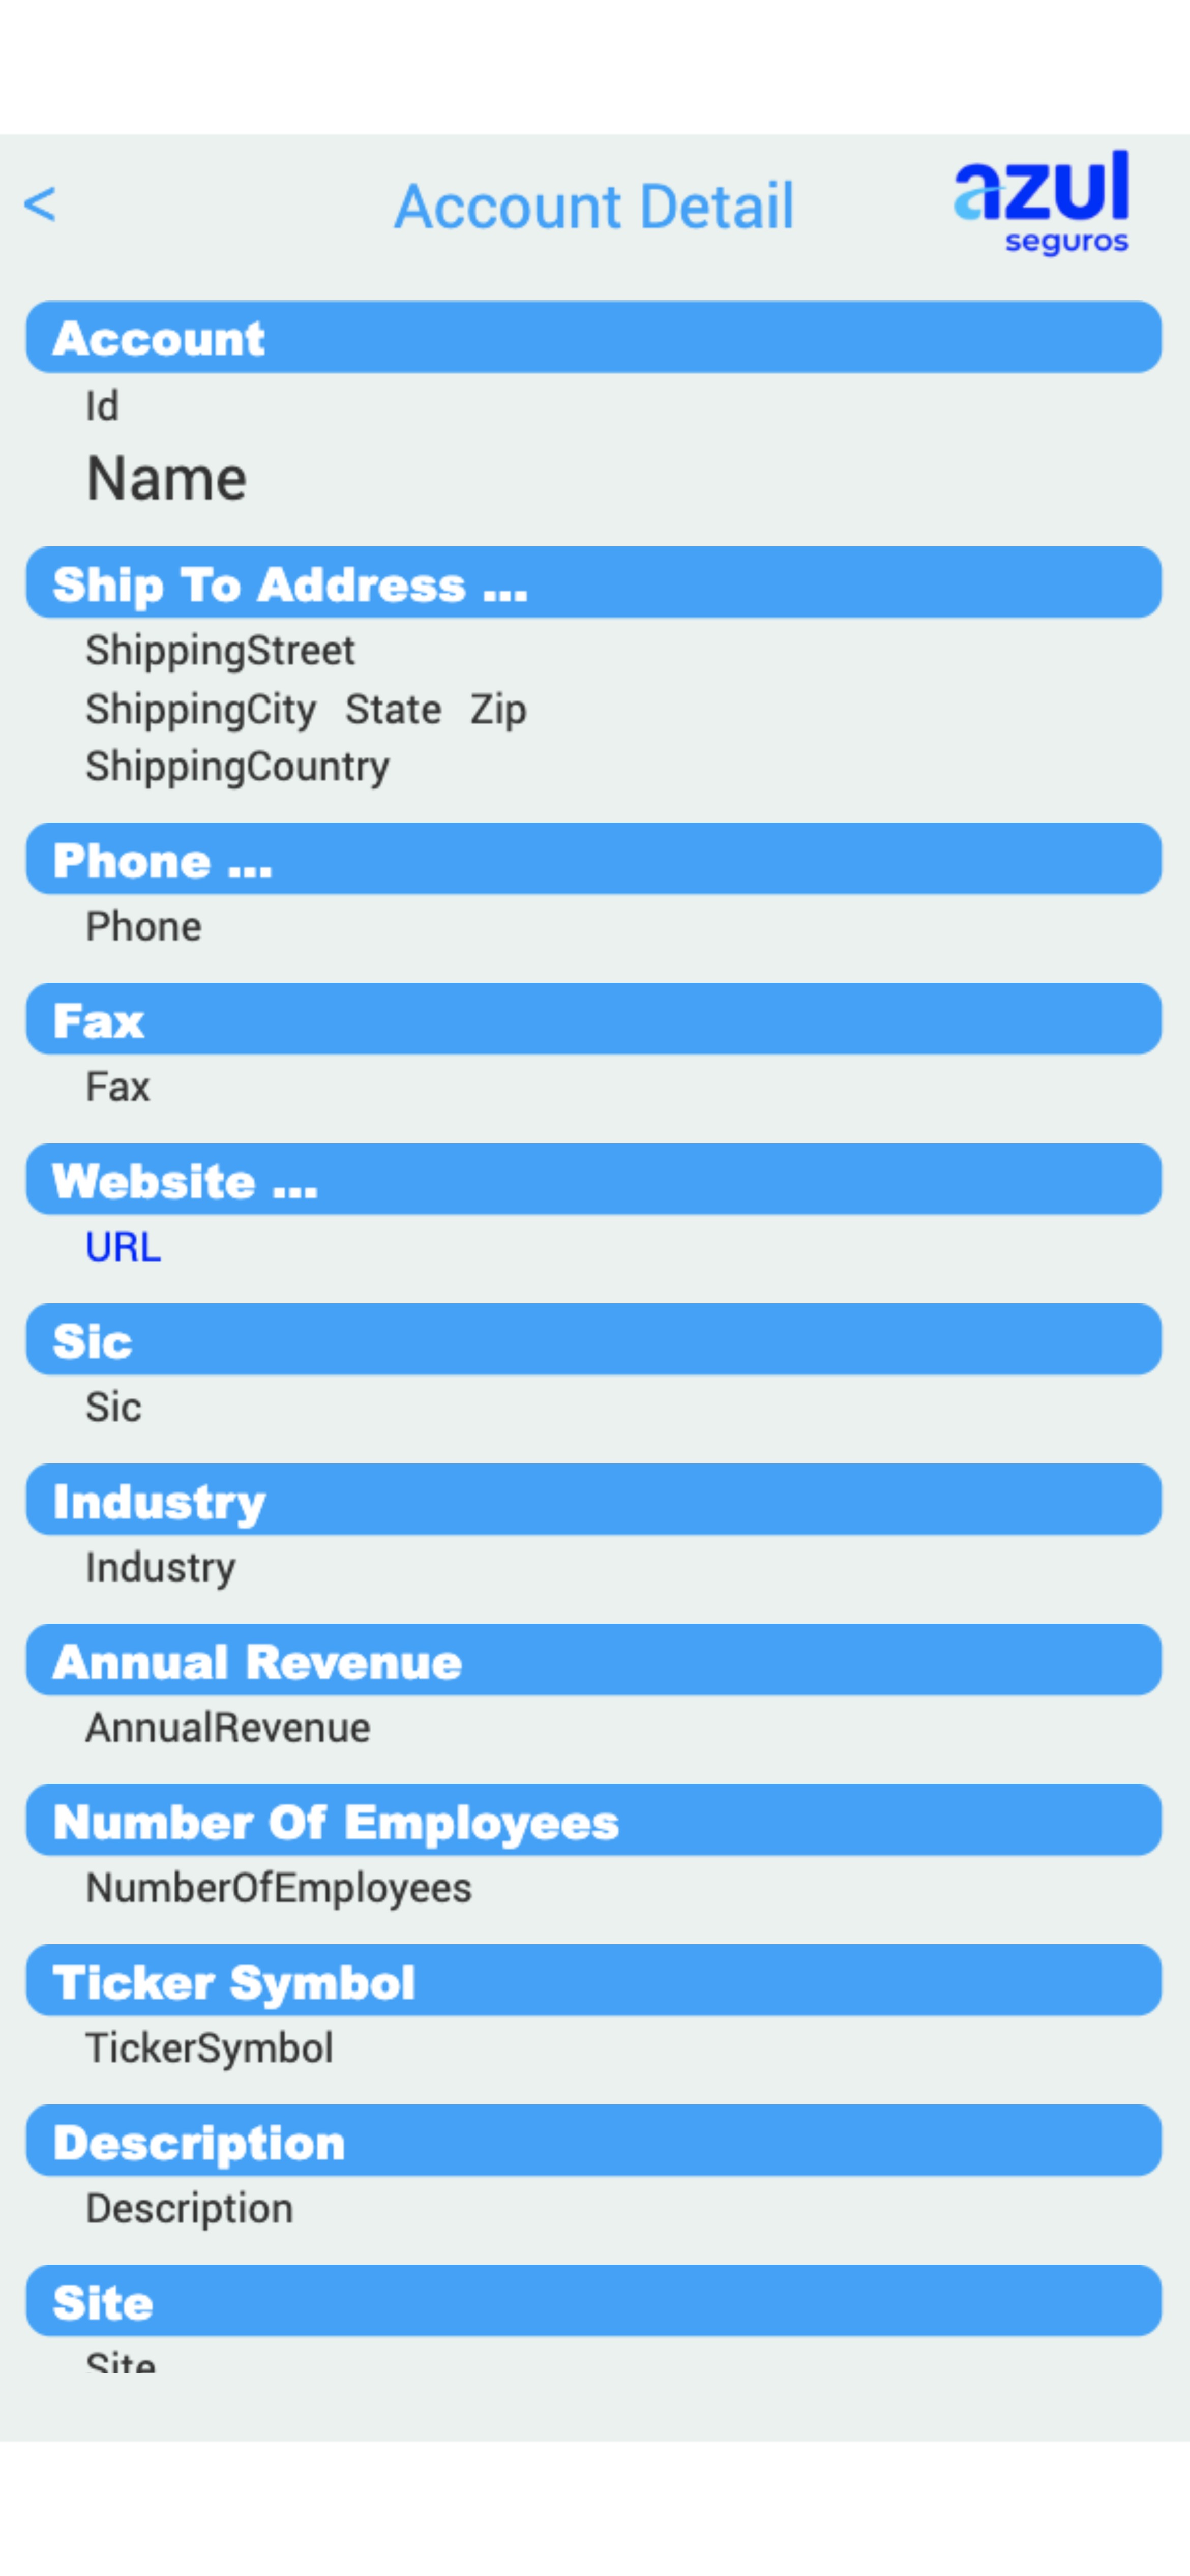 <
Account Detail
azul
seguros
Account
Id
Name
Ship To Address ...
ShippingStreet
ShippingCity State Zip
ShippingCountry
Phone ...
Phone
Fax
Fax
Website ...
URL
Sic
Sic
Industry
Industry
Annual Revenue
AnnualRevenue
Number Of Employees
NumberOfEmployees
Ticker Symbol
TickerSymbol
Description
Description
Site
Site